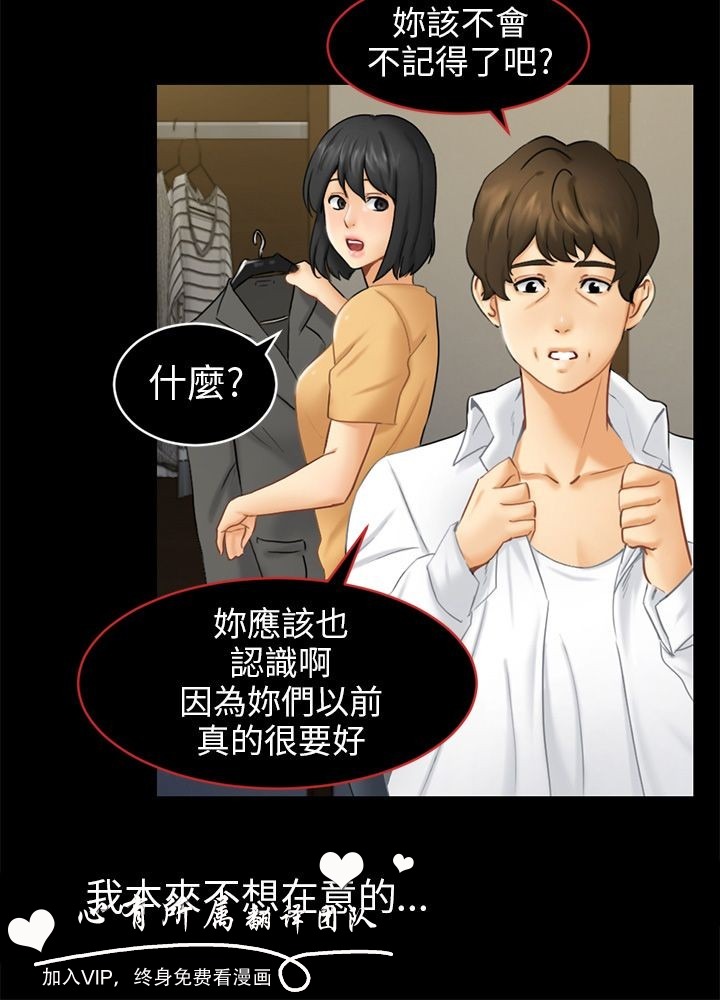 妳該不會
不記得了吧?
什麼?
妳應該也
認識啊
因為妳們以前
真的很要好
我本來不想在意的...
心有所属翻译团队
加入VIP，终身免费看漫画